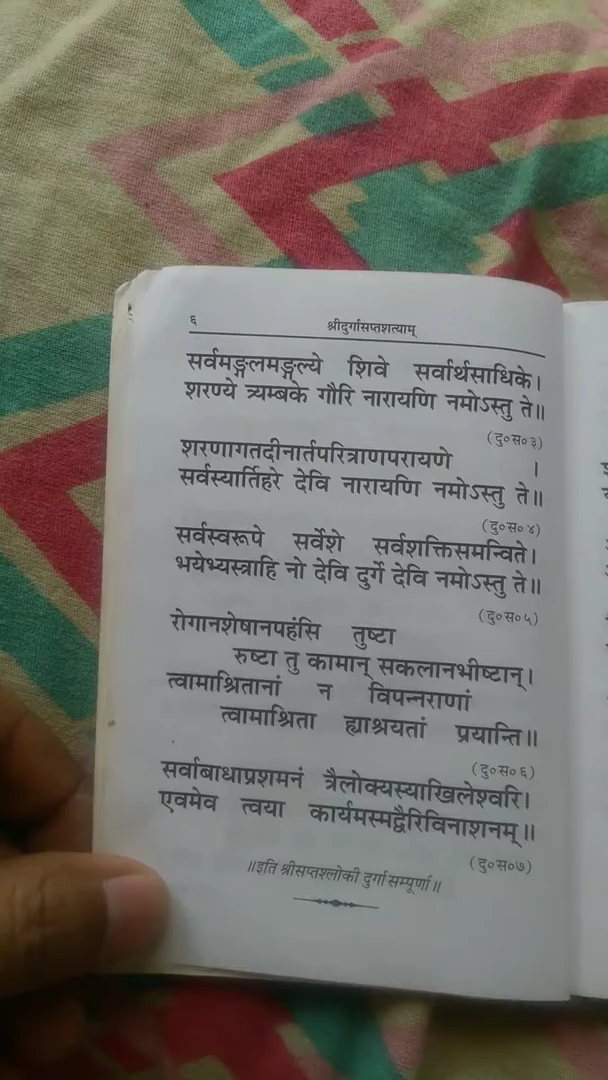 ६
श्रीदुर्गासप्तशत्याम्
सर्वमङ्गलमङ्गल्ये शिवे सर्वार्थसाधिके।
शरण्ये त्र्यम्बके गौरि नारायणि नमोऽस्तु ते॥
(दु०स०३)
शरणागतदीनार्तपरित्राणपरायणे ।
सर्वस्यार्तिहरे देवि नारायणि नमोऽस्तु ते॥
(दु०स०४)
सर्वस्वरूपे सर्वेशे सर्वशक्तिसमन्विते।
भयेभ्यस्त्राहि नो देवि दुर्गे देवि नमोऽस्तु ते॥
(दु०स०५)
रोगानशेषानपहंसि तुष्टा
रुष्टा तु कामान् सकलानभीष्टान्।
त्वामाश्रितानां न विपन्नराणां
त्वामाश्रिता ह्याश्रयतां प्रयान्ति॥
(दु०स०६)
सर्वाबाधाप्रशमनं त्रैलोक्यस्याखिलेश्वरि।
एवमेव त्वया कार्यमस्मद्वैरिविनाशनम्॥
(दु०स०७)
॥इति श्रीसप्तश्लोकी दुर्गा सम्पूर्णा॥